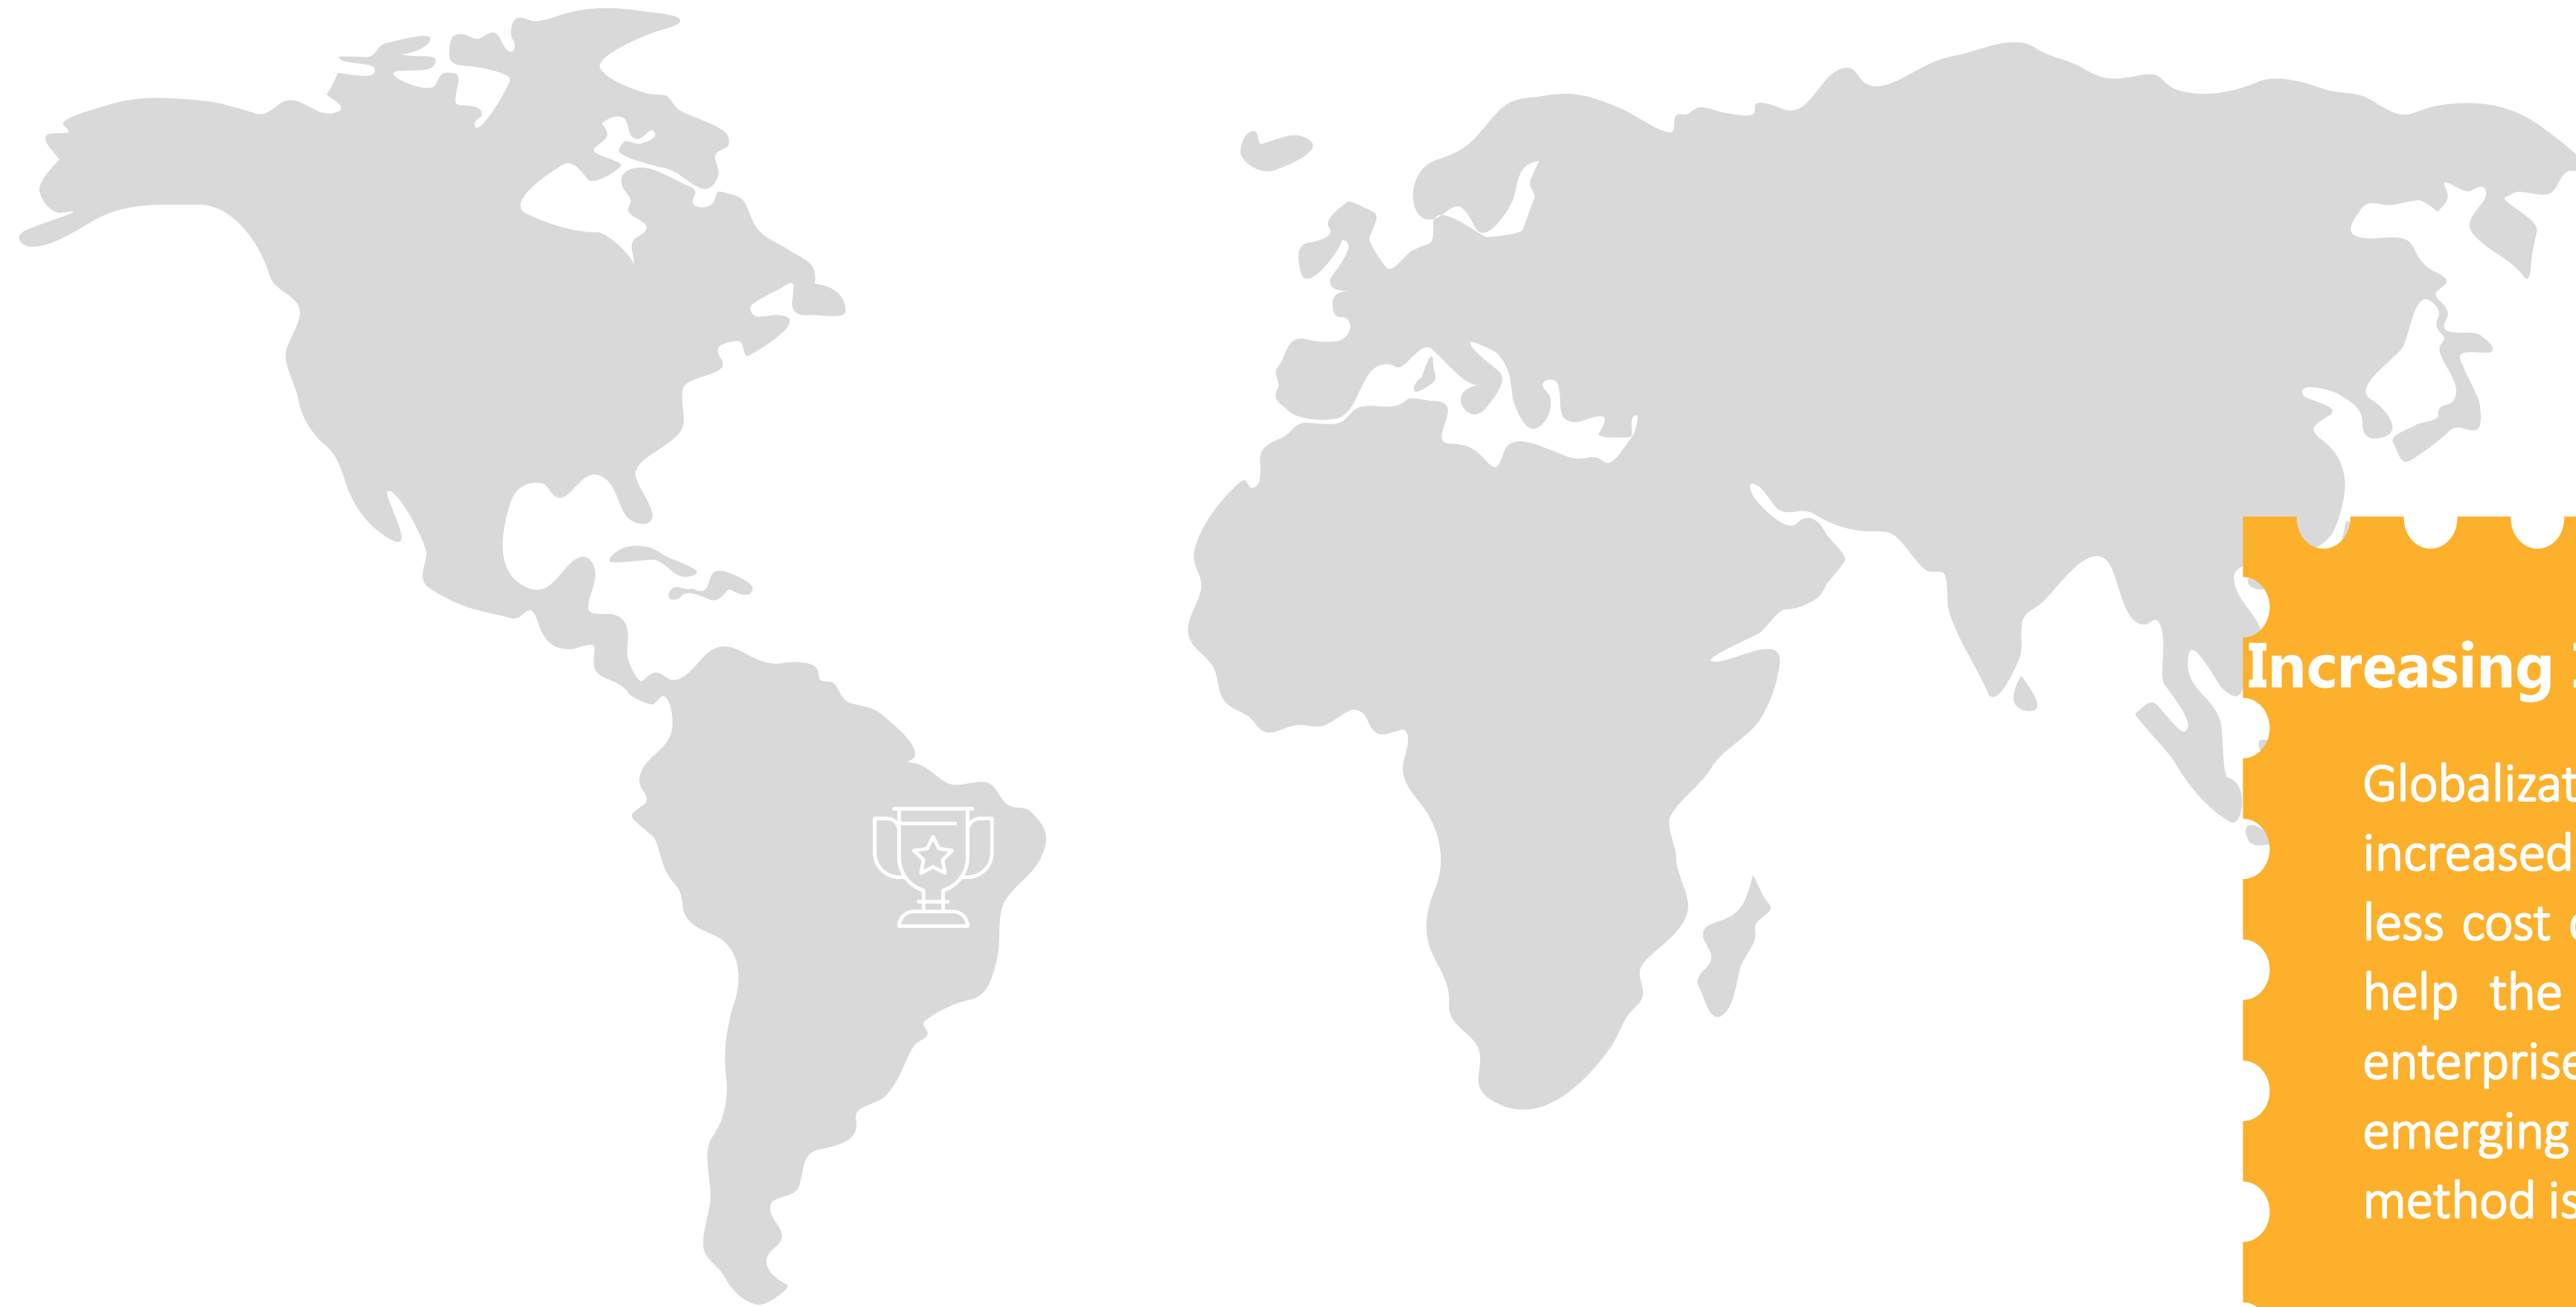 Increasing
Globalizat
increased
less cost
help the
enterprise
emerging
method is